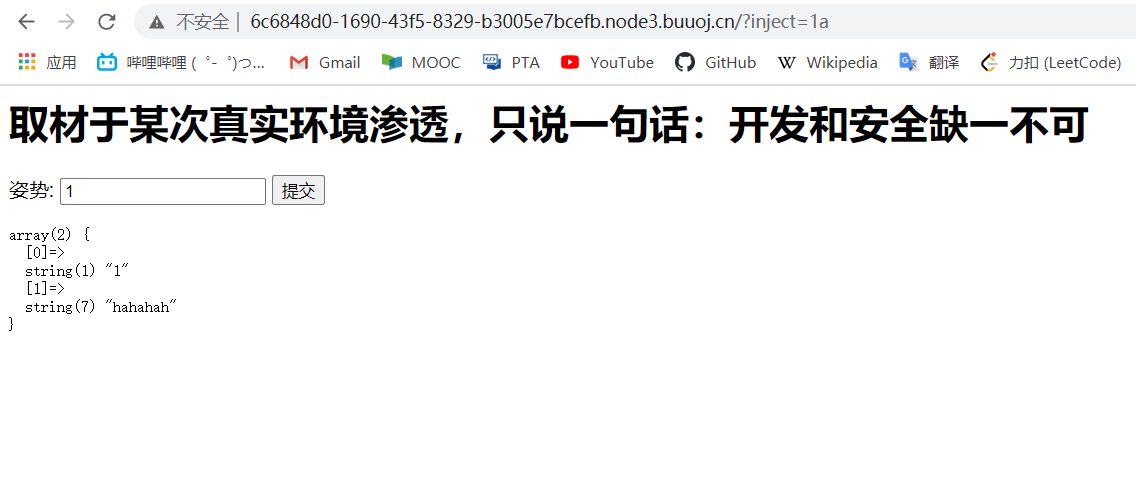 不安全 | 6c6848d0-1690-43f5-8329-b3005e7bcefb.node3.buuoj.cn/?inject=1a
应用 哔哩哔哩 ( ゜- ゜)つ... Gmail MOOC PTA YouTube GitHub Wikipedia 翻译 力扣 (LeetCode)
取材于某次真实环境渗透，只说一句话：开发和安全缺一不可
姿势: 1 提交
array(2) {
  [0]=>
  string(1) "1"
  [1]=>
  string(7) "hahahah"
}